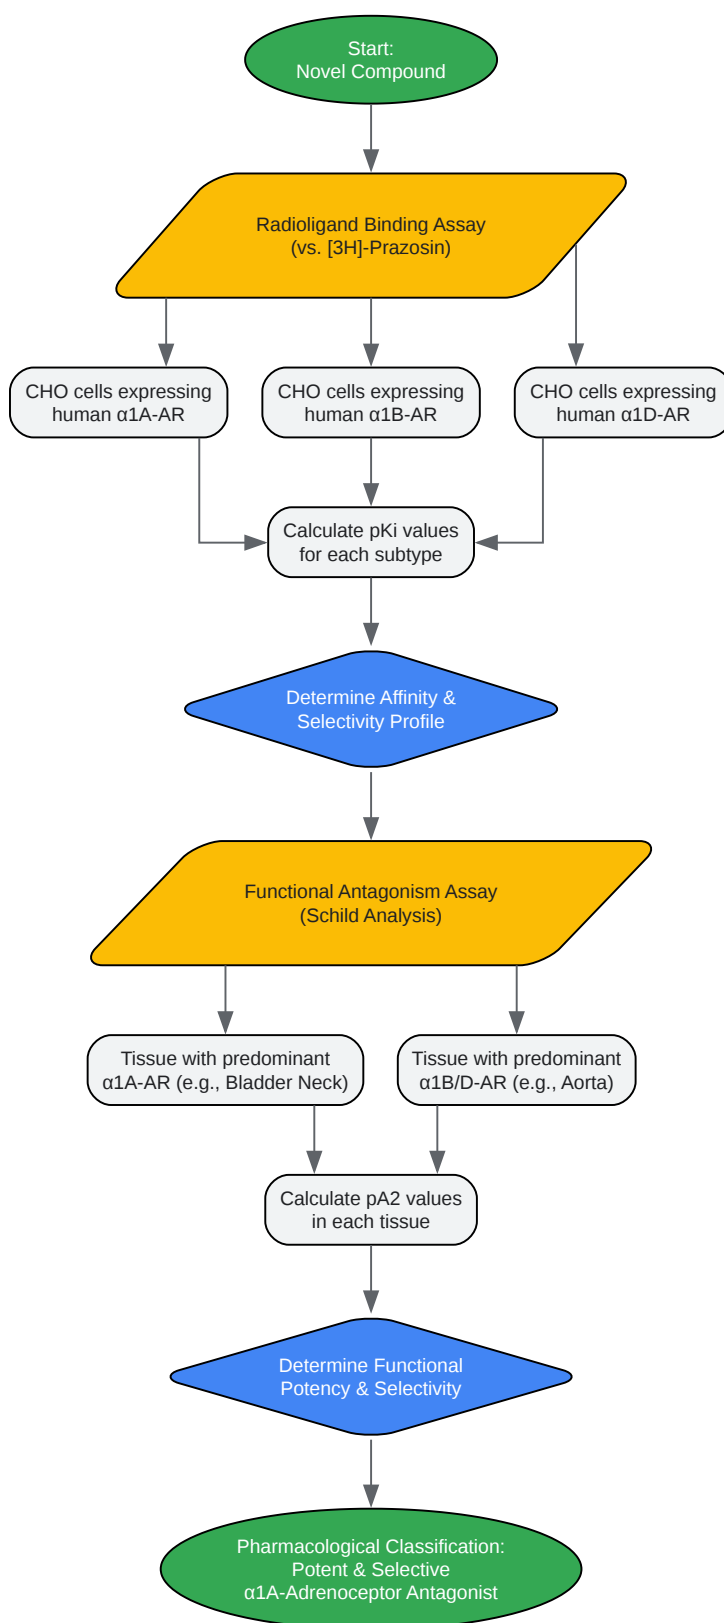 Start:
Novel Compound
Radioligand Binding Assay
(vs. [3H]-Prazosin)
CHO cells expressing
human α1A-AR
CHO cells expressing
human α1B-AR
CHO cells expressing
human α1D-AR
Calculate pKi values
for each subtype
Determine Affinity &
Selectivity Profile
Functional Antagonism Assay
(Schild Analysis)
Tissue with predominant
α1A-AR (e.g., Bladder Neck)
Tissue with predominant
α1B/D-AR (e.g., Aorta)
Calculate pA2 values
in each tissue
Determine Functional
Potency & Selectivity
Pharmacological Classification:
Potent & Selective
α1A-Adrenoceptor Antagonist